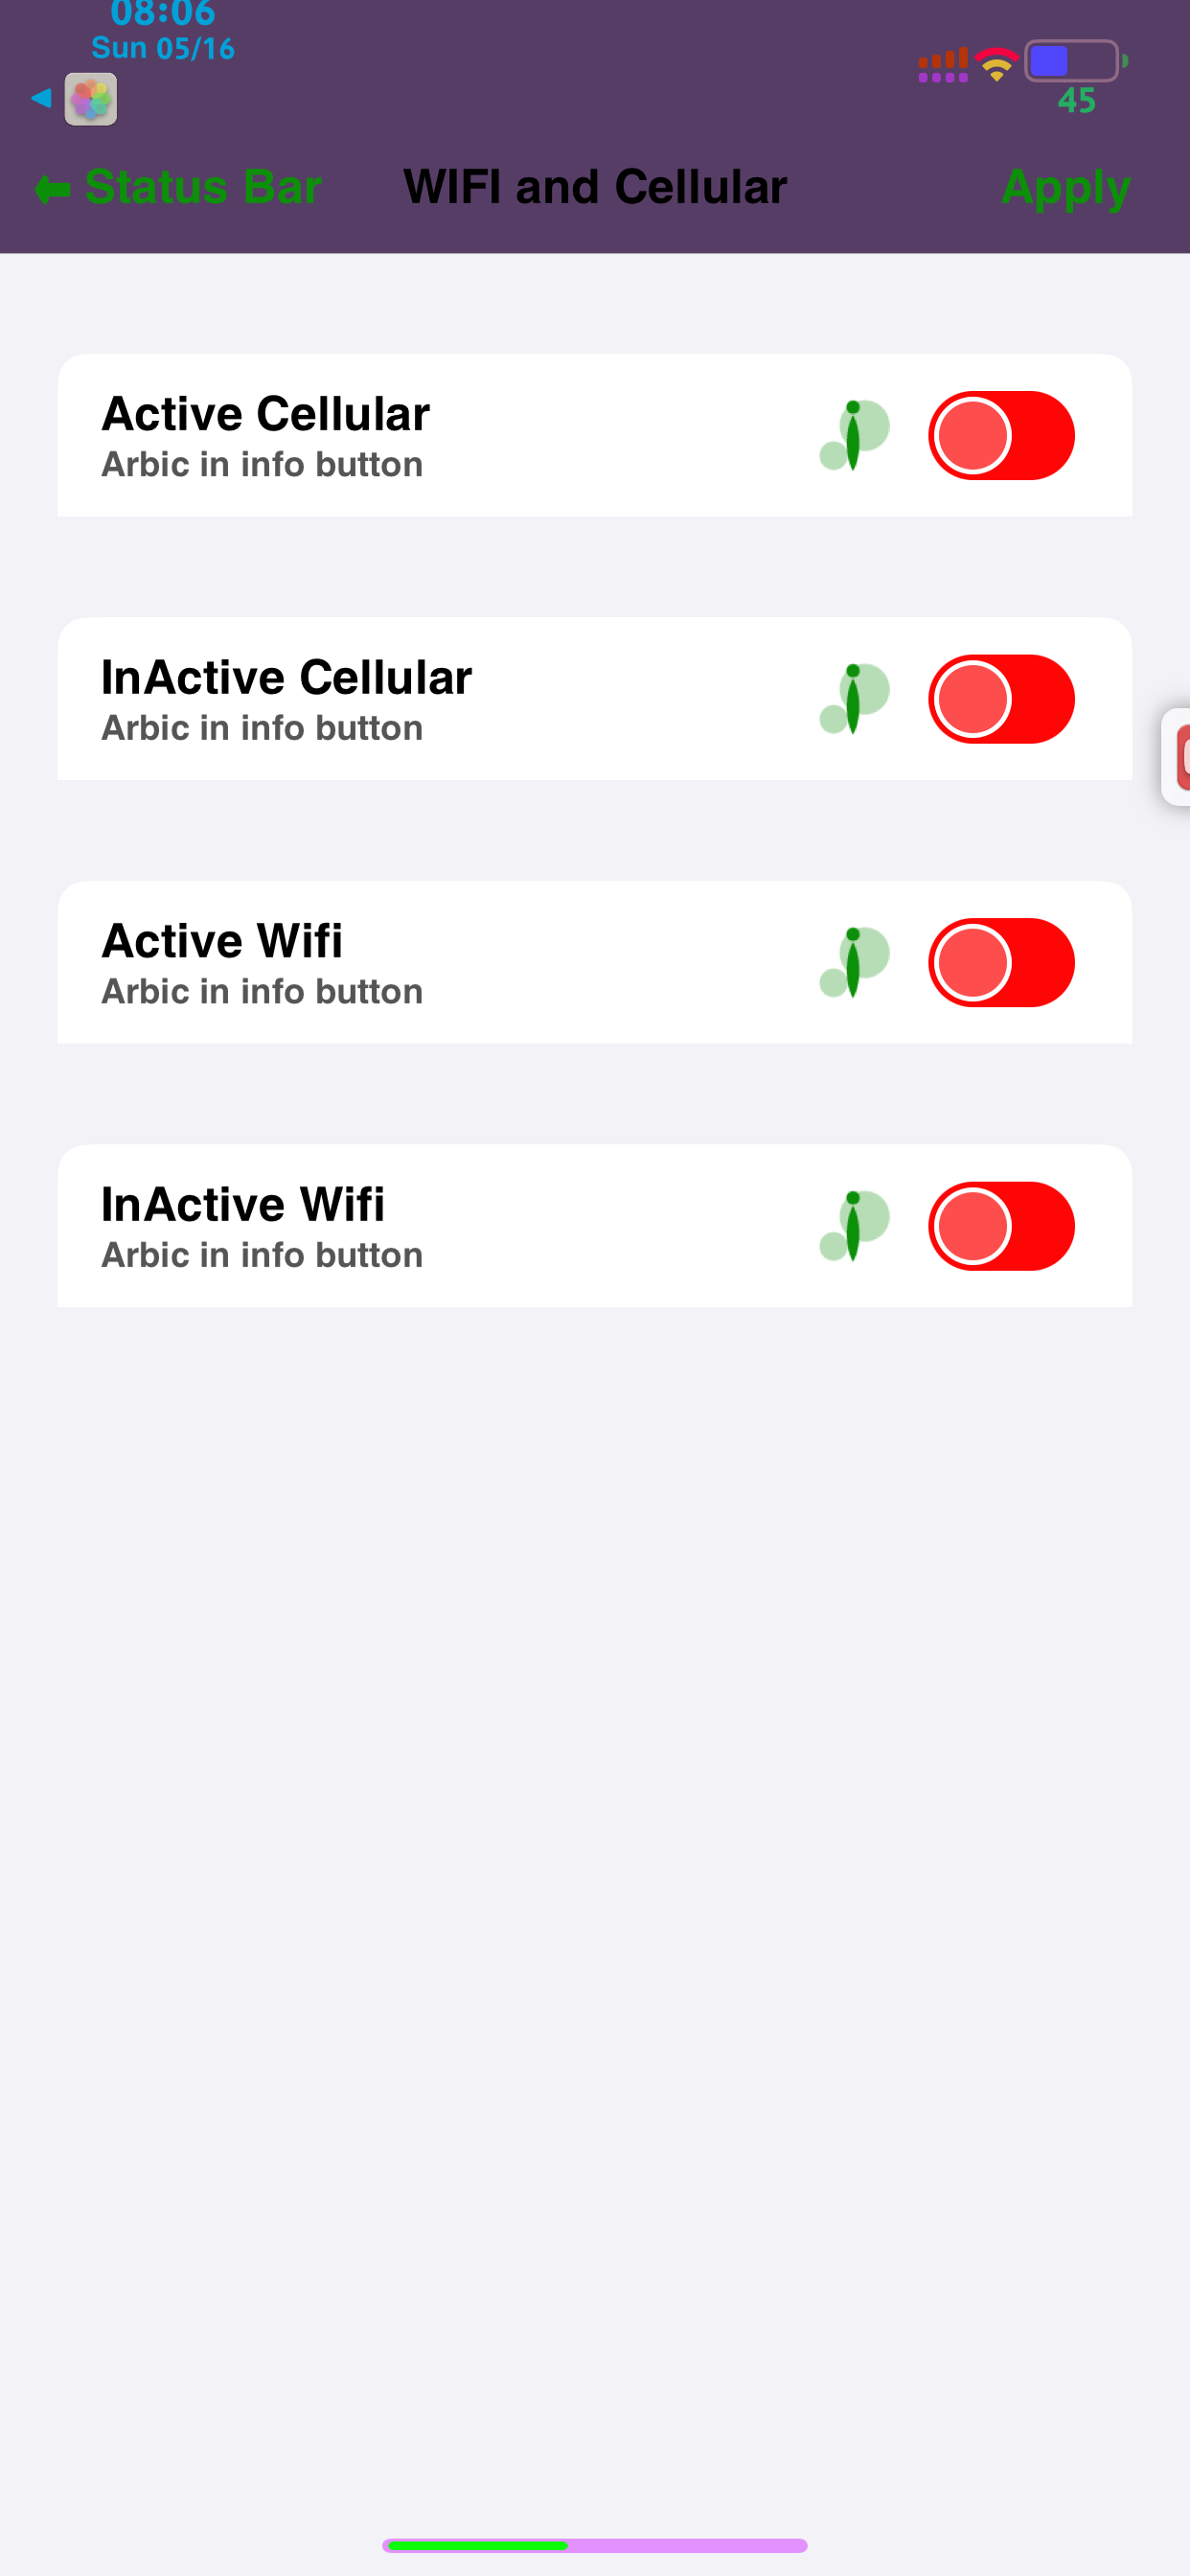 08:06
Sun 05/16
45
Status Bar
WIFI and Cellular
Apply
Active Cellular
Arbic in info button
InActive Cellular
Arbic in info button
Active Wifi
Arbic in info button
InActive Wifi
Arbic in info button